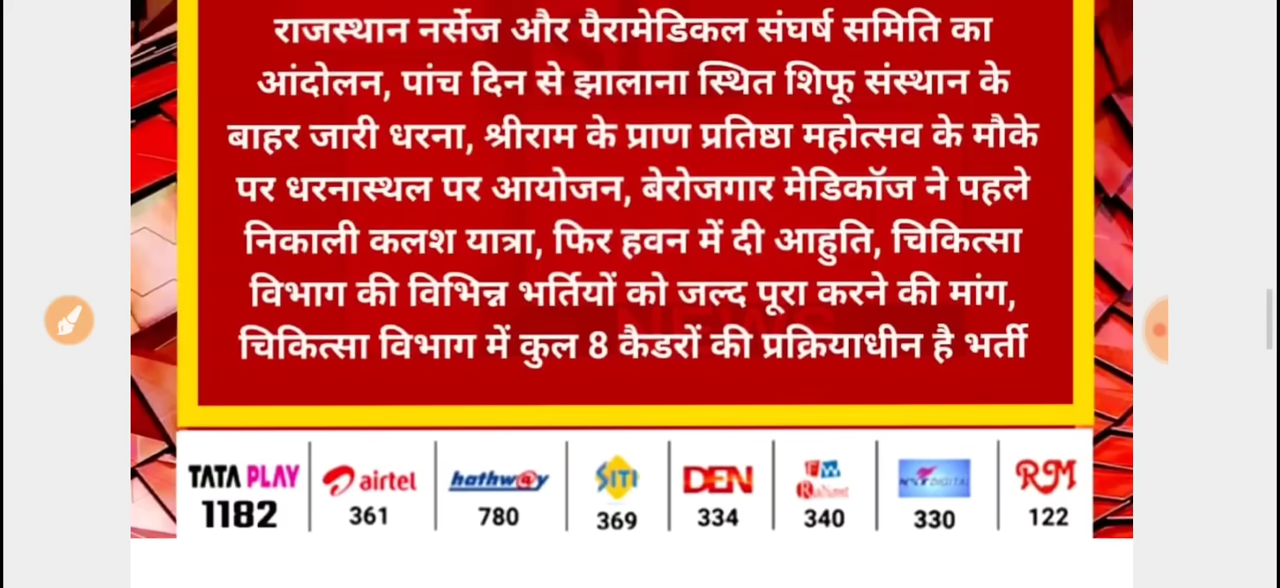 राजस्थान नर्सेज और पैरामेडिकल संघर्ष समिति का
आंदोलन, पांच दिन से झालाना स्थित शिफू संस्थान के
बाहर जारी धरना, श्रीराम के प्राण प्रतिष्ठा महोत्सव के मौके
पर धरनास्थल पर आयोजन, बेरोजगार मेडिकॉज ने पहले
निकाली कलश यात्रा, फिर हवन में दी आहुति, चिकित्सा
विभाग की विभिन्न भर्तियों को जल्द पूरा करने की मांग,
चिकित्सा विभाग में कुल 8 कैडरों की प्रक्रियाधीन है भर्ती
TATA PLAY airtel hathway SITI DEN RM
1182 361 780 369 334 340 330 122